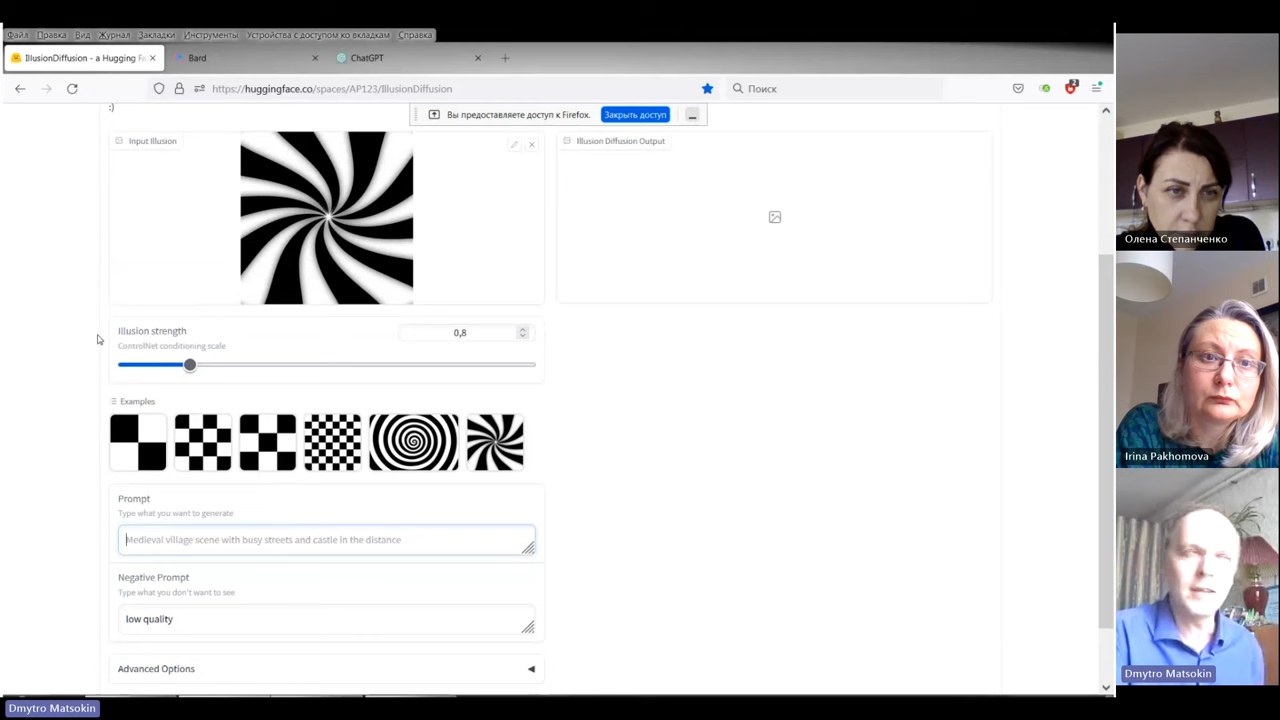 Файл Правка Вид Журнал Закладки Инструменты Устройства с доступом ко вкладкам Справка
IllusionDiffusion - a Hugging Fa
Bard
ChatGPT
https://huggingface.co/spaces/AP123/IllusionDiffusion
Поиск
2
:)
Вы предоставляете доступ к Firefox.
Закрыть доступ
Input Illusion
Illusion Diffusion Output
Illusion strength
0,8
ControlNet conditioning scale
Examples
Prompt
Type what you want to generate
Medieval village scene with busy streets and castle in the distance
Negative Prompt
Type what you don't want to see
low quality
Advanced Options
Олена Степанченко
Irina Pakhomova
Dmytro Matsokin
Dmytro Matsokin